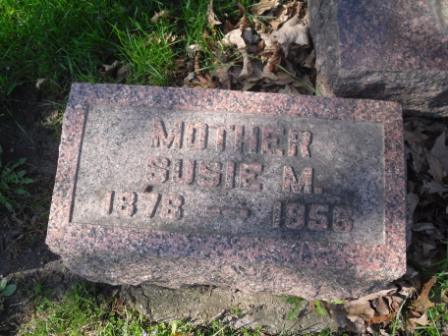 MOTHER
SUSIE M.
1878 — 1956